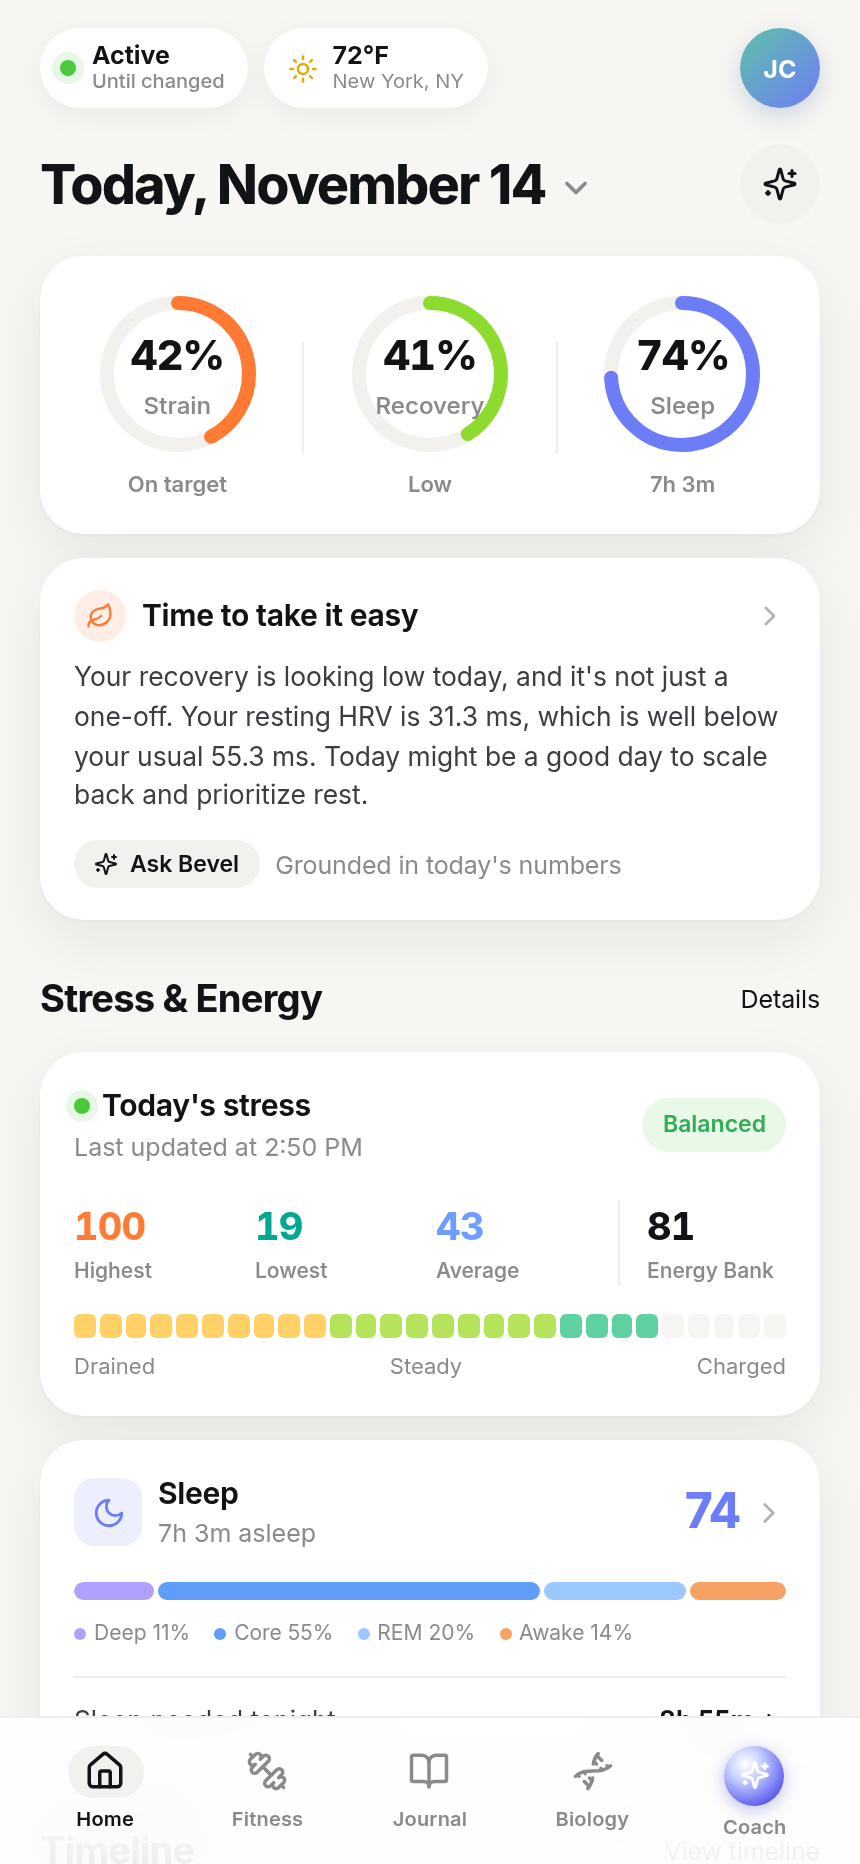 Active
Until changed
72°F
New York, NY
JC
Today, November 14
42%
Strain
On target
41%
Recovery
Low
74%
Sleep
7h 3m
Time to take it easy
Your recovery is looking low today, and it's not just a
one-off. Your resting HRV is 31.3 ms, which is well below
your usual 55.3 ms. Today might be a good day to scale
back and prioritize rest.
Ask Bevel
Grounded in today's numbers
Stress & Energy
Details
Today's stress
Last updated at 2:50 PM
Balanced
100
Highest
19
Lowest
43
Average
81
Energy Bank
Drained
Steady
Charged
Sleep
7h 3m asleep
74
Deep 11%
Core 55%
REM 20%
Awake 14%
Sleep needed tonight
Home
Fitness
Journal
Biology
Coach
Timeline
View timeline